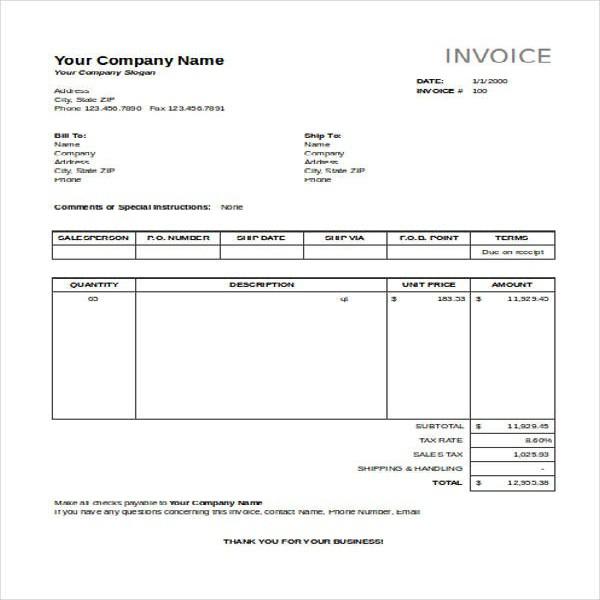 INVOICE
Your Company Name
Your Company Slogan
DATE: 1/1/2000
INVOICE # 100
Address
City, State ZIP
Phone 123.456.7890 Fax 123.456.7891
Bill To: Ship To:
Name Name
Company Company
Address Address
City, State ZIP City, State ZIP
Phone Phone
Comments or Special Instructions: None
SALESPERSON P.O. NUMBER SHIP DATE SHIP VIA F.O.B. POINT TERMS
Due on receipt
QUANTITY DESCRIPTION UNIT PRICE AMOUNT
65 ql $ 183.53 $ 11,929.45
SUBTOTAL $ 11,929.45
TAX RATE 8.60%
SALES TAX 1,025.93
SHIPPING & HANDLING -
TOTAL $ 12,955.38
Make all checks payable to Your Company Name
If you have any questions concerning this invoice, contact Name, Phone Number, Email
THANK YOU FOR YOUR BUSINESS!